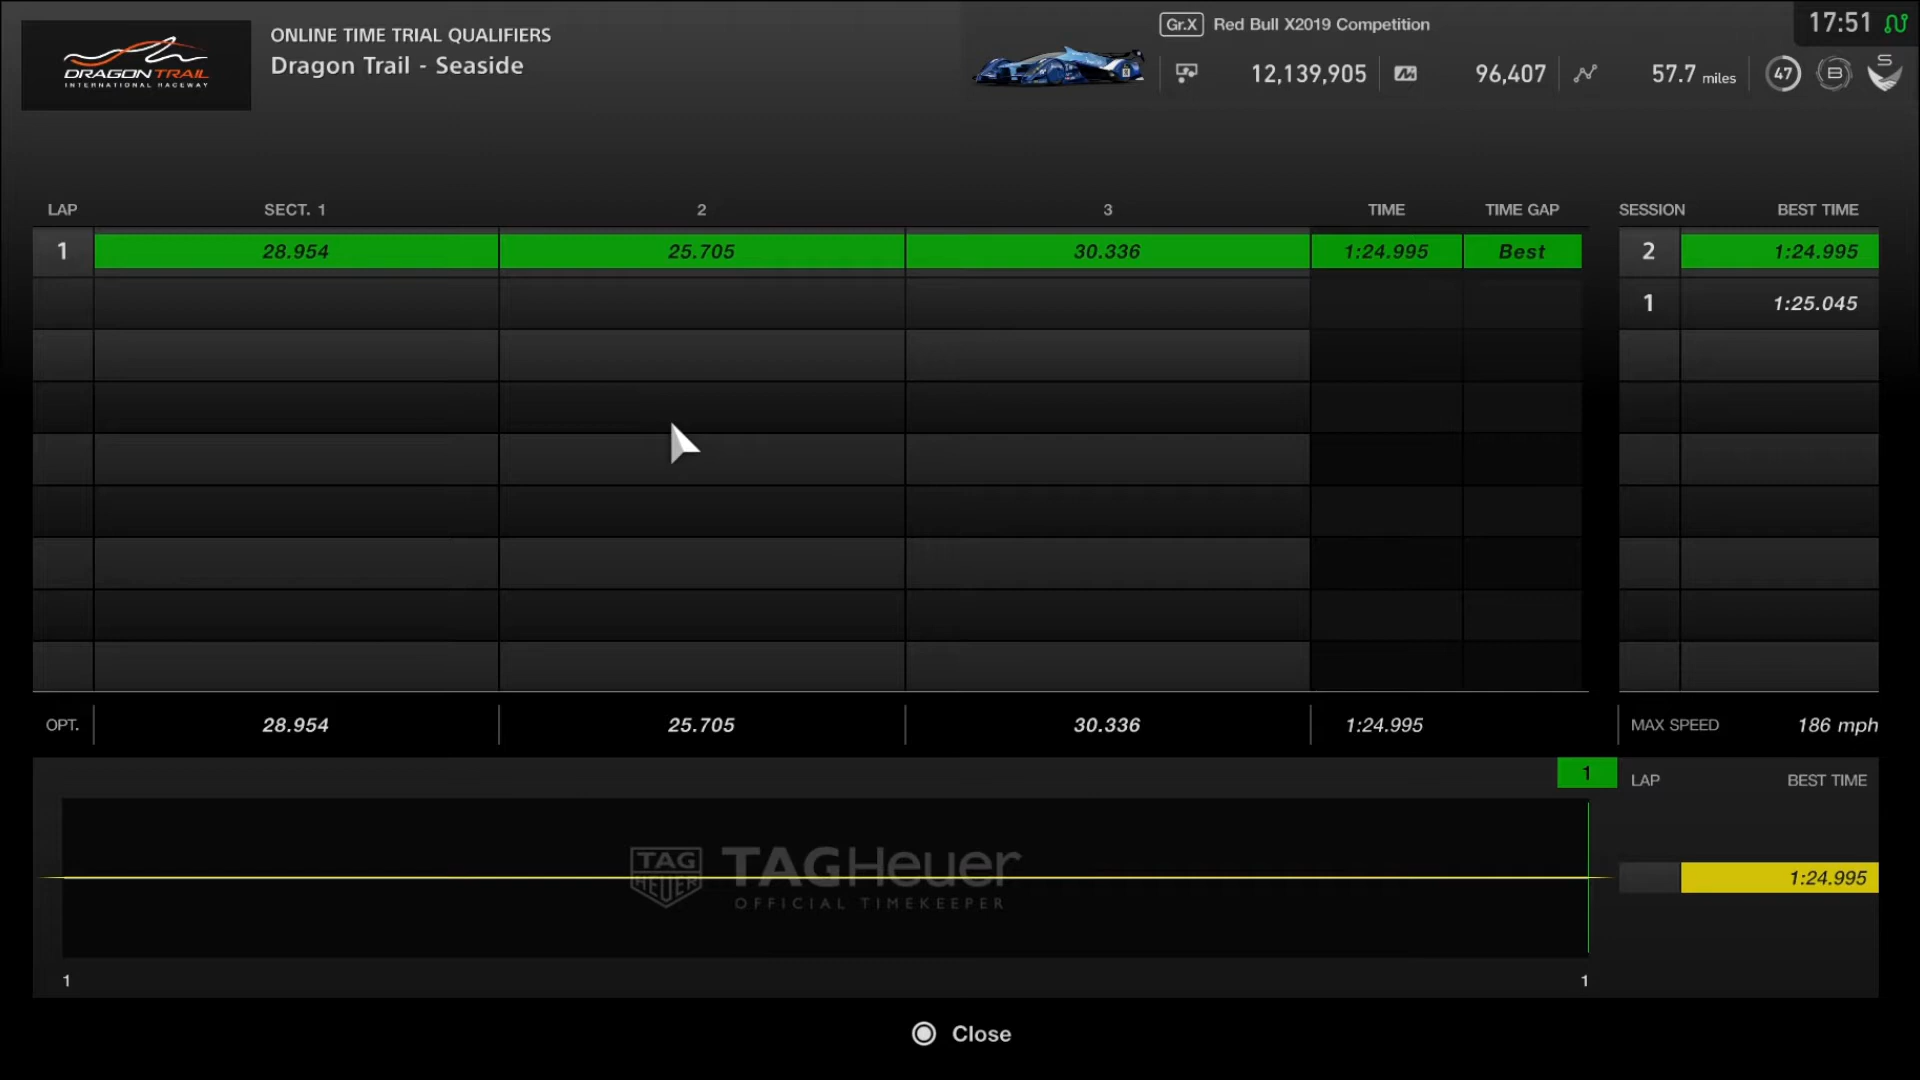 DRAGON TRAIL
INTERNATIONAL RACEWAY
ONLINE TIME TRIAL QUALIFIERS
Dragon Trail - Seaside
Gr.X Red Bull X2019 Competition
17:51
12,139,905 96,407 57.7 miles 47 B S
LAP SECT. 1 2 3 TIME TIME GAP SESSION BEST TIME
1 28.954 25.705 30.336 1:24.995 Best 2 1:24.995
1 1:25.045
OPT. 28.954 25.705 30.336 1:24.995 MAX SPEED 186 mph
1 LAP BEST TIME
TAG HEUER TAGHeuer
OFFICIAL TIMEKEEPER
1:24.995
1 1
Close